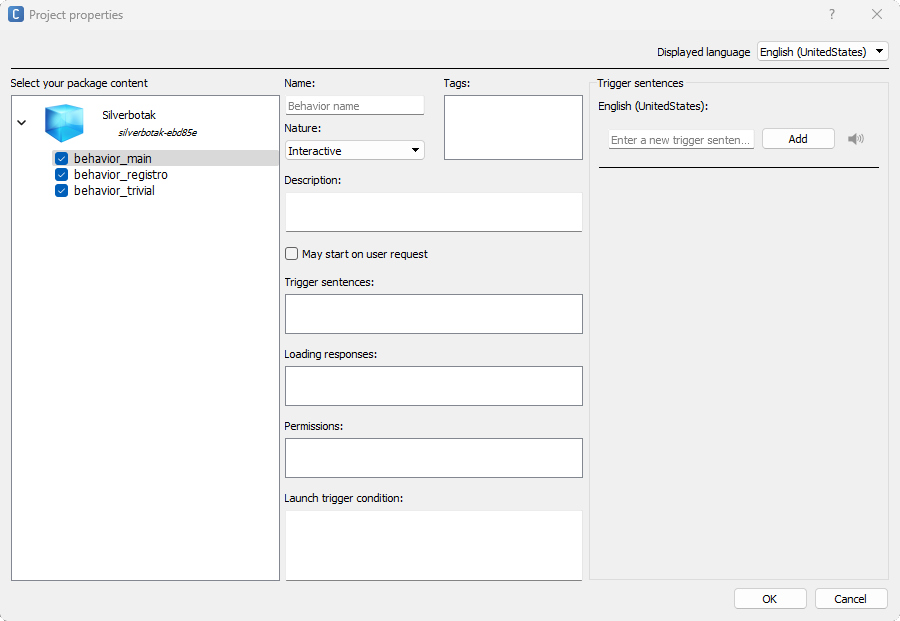 Project properties
Displayed language
English (UnitedStates)
Select your package content
Silverbotak
silverbotak-ebd85e
behavior_main
behavior_registro
behavior_trivial
Name:
Behavior name
Nature:
Interactive
Tags:
Description:
May start on user request
Trigger sentences:
Loading responses:
Permissions:
Launch trigger condition:
Trigger sentences
English (UnitedStates):
Enter a new trigger senten...
Add
OK
Cancel